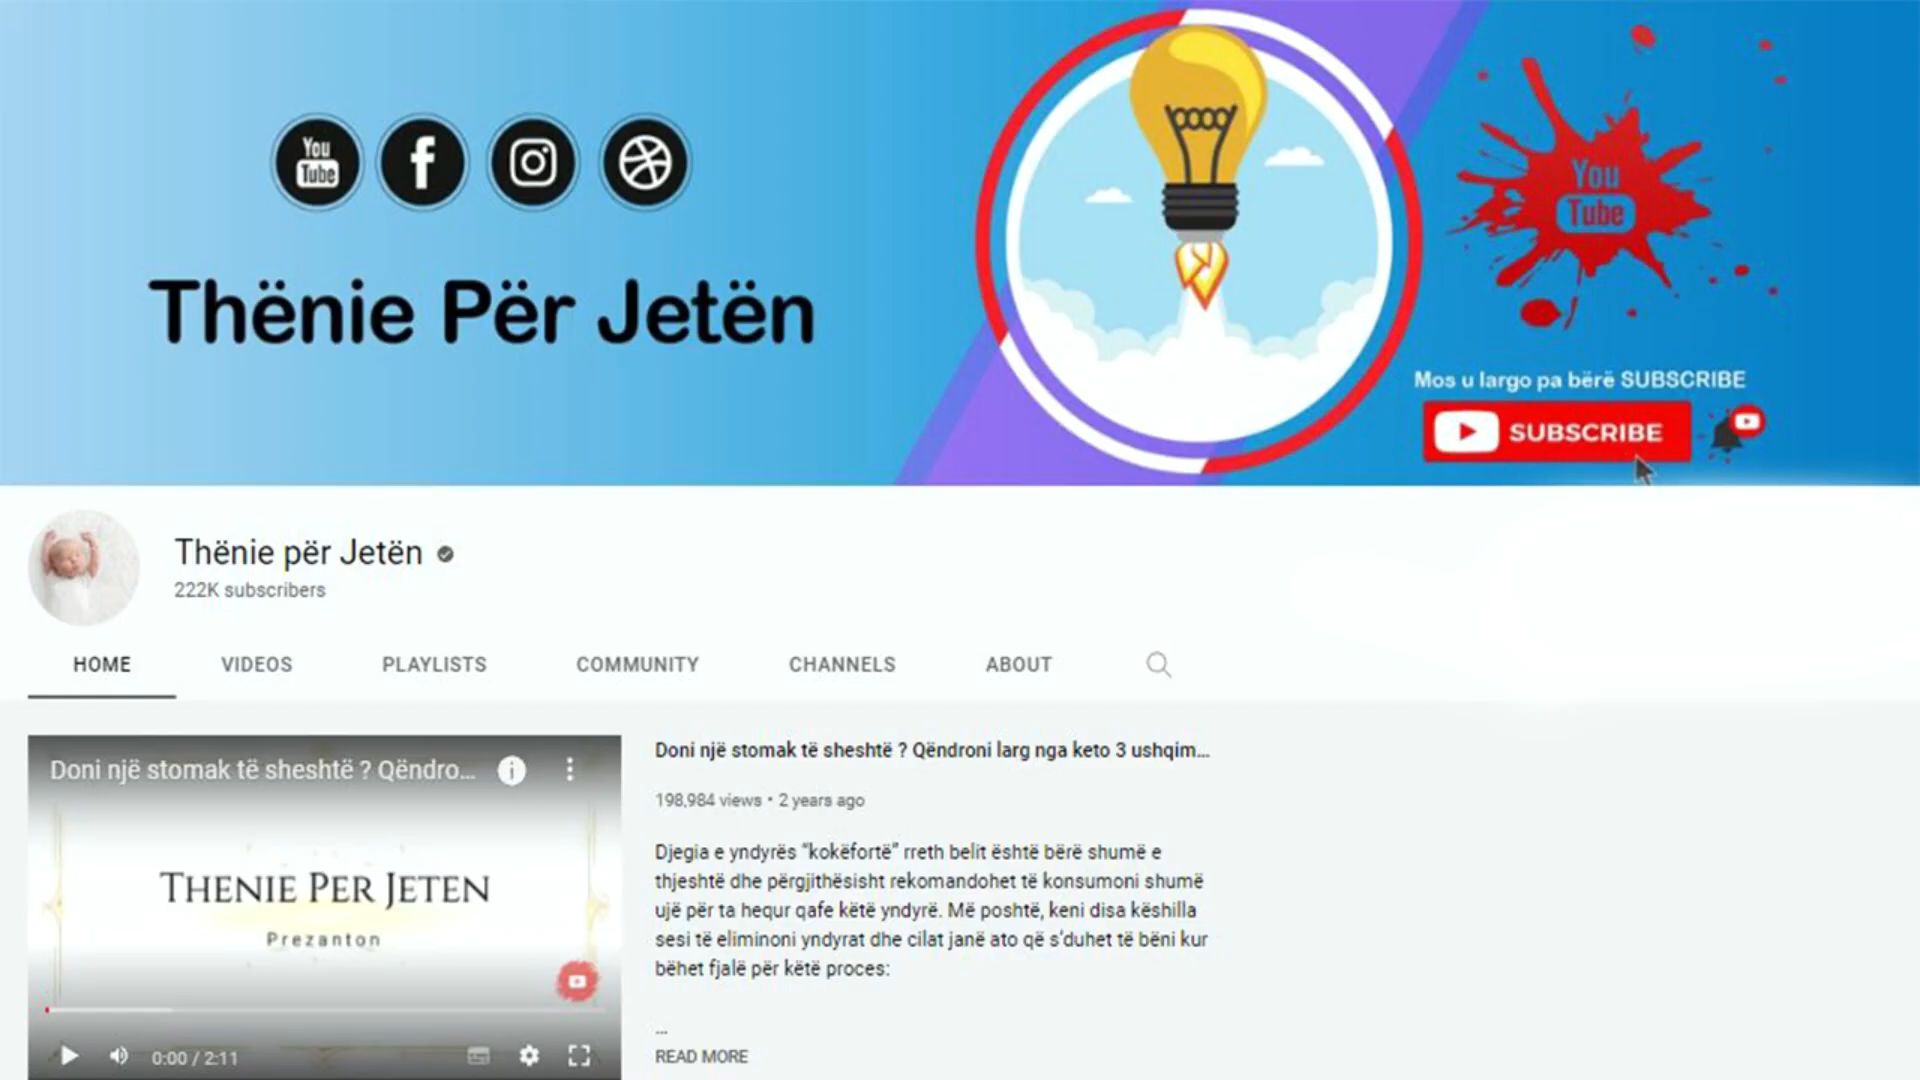 You
Tube
Thënie Për Jetën
You
Tube
Mos u largo pa bërë SUBSCRIBE
SUBSCRIBE
Thënie për Jetën
222K subscribers
HOME VIDEOS PLAYLISTS COMMUNITY CHANNELS ABOUT
Doni një stomak të sheshtë ? Qëndro...
THENIE PER JETEN
Prezanton
0:00 / 2:11
Doni një stomak të sheshtë ? Qëndroni larg nga keto 3 ushqim...
198,984 views • 2 years ago
Djegia e yndyrës “kokëfortë” rreth belit është bërë shumë e
thjeshtë dhe përgjithësisht rekomandohet të konsumoni shumë
ujë për ta hequr qafe këtë yndyrë. Më poshtë, keni disa këshilla
sesi të eliminoni yndyrat dhe cilat janë ato që s’duhet të bëni kur
bëhet fjalë për këtë proces:
...
READ MORE